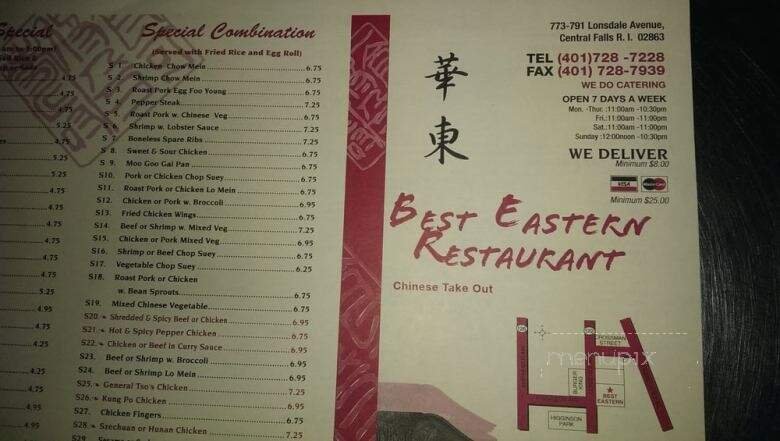 Special
Special Combination
(Served with Fried Rice and Egg Roll)
S 1. Chicken Chow Mein 6.75
S 2. Shrimp Chow Mein 6.75
S 3. Roast Pork Egg Foo Young 6.75
S 4. Pepper Steak 7.25
S 5. Roast Pork w. Chinese Veg 6.75
S 6. Shrimp w. Lobster Sauce 7.25
S 7. Boneless Spare Ribs 7.25
S 8. Sweet & Sour Chicken 6.75
S 9. Moo Goo Gai Pan 6.75
S10. Pork or Chicken Chop Suey 6.75
S11. Roast Pork or Chicken Lo Mein 6.75
S12. Chicken or Pork w. Broccoli 6.95
S13. Fried Chicken Wings 6.75
S14. Beef or Shrimp w. Mixed Veg 7.25
S15. Chicken or Pork Mixed Veg 6.95
S16. Shrimp or Beef Chop Suey 6.75
S17. Vegetable Chop Suey 6.25
S18. Roast Pork or Chicken
w. Bean Sprouts 6.75
S19. Mixed Chinese Vegetable 6.75
S20. Shredded & Spicy Beef or Chicken 6.95
S21. Hot & Spicy Pepper Chicken 6.75
S22. Chicken or Beef in Curry Sauce 6.95
S23. Beef or Shrimp w. Broccoli 6.95
S24. Beef or Shrimp Lo Mein 6.95
S25. General Tso's Chicken 7.25
S26. Kung Po Chicken 6.95
S27. Chicken Fingers 6.75
S28. Szechuan or Hunan Chicken 6.75
S29.
773-791 Lonsdale Avenue,
Central Falls R. I. 02863
TEL (401)728 -7228
FAX (401) 728-7939
WE DO CATERING
OPEN 7 DAYS A WEEK
Mon. -Thur. :11:00am -10:30pm
Fri.:11:00am -11:00pm
Sat.:11:00am -11:00pm
Sunday :12:00noon -10:30pm
WE DELIVER
Minimum $8.00
VISA MasterCard
Minimum $25.00
華
東
BEST EASTERN
RESTAURANT
Chinese Take Out
CROSSMAN
STREET
BURGER
KING
★
BEST
EASTERN
HIGGINSON
PARK
menupix